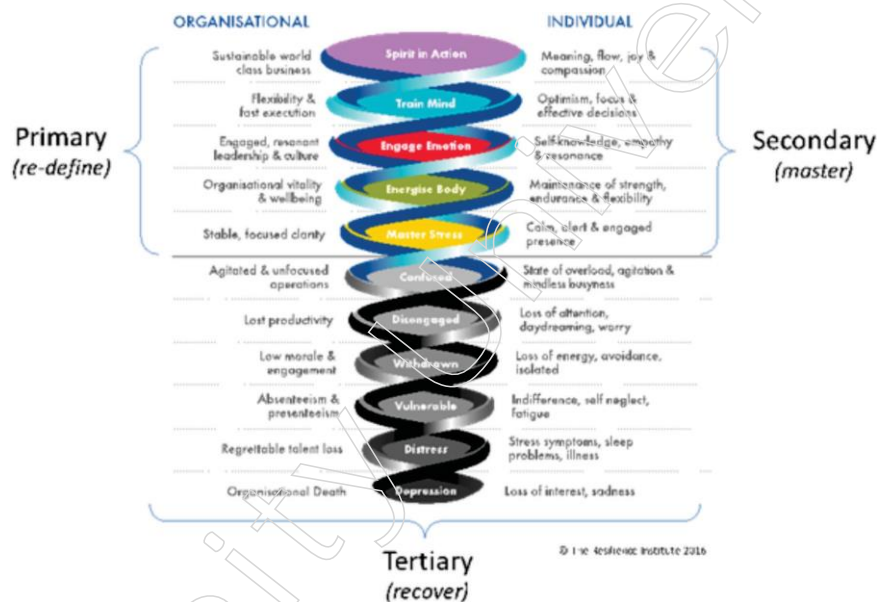 ORGANISATIONAL
INDIVIDUAL
Primary
(re-define)
Secondary
(master)
Sustainable world
class business
Spirit in Action
Meaning, flow, joy &
compassion
Flexibility &
fast execution
Train Mind
Optimism, focus &
effective decisions
Engaged, resonant
leadership & culture
Engage Emotion
Self-knowledge, empathy
& resonance
Organisational vitality
& wellbeing
Energise Body
Maintenance of strength,
endurance & flexibility
Stable, focused clarity
Master Stress
Calm, alert & engaged
presence
Agitated & unfocused
operations
Confused
State of overload, agitation &
mindless busyness
Lost productivity
Disengaged
Loss of attention,
daydreaming, worry
Low morale &
engagement
Withdrawn
Loss of energy, avoidance,
isolated
Absenteeism &
presenteeism
Vulnerable
Indifference, self neglect,
fatigue
Regrettable talent loss
Distress
Stress symptoms, sleep
problems, illness
Organisational Death
Depression
Loss of interest, sadness
Tertiary
(recover)
© The Resilience Institute 2016